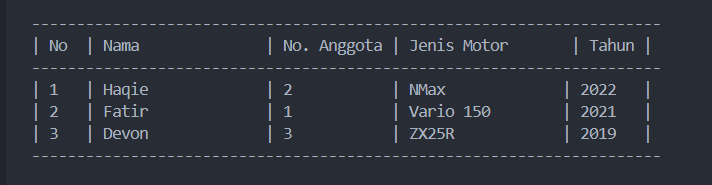 ----------------------------------------------------------------------
| No  | Nama              | No. Anggota | Jenis Motor       | Tahun |
----------------------------------------------------------------------
| 1   | Haqie             | 2           | NMax             | 2022   |
| 2   | Fatir             | 1           | Vario 150        | 2021   |
| 3   | Devon             | 3           | ZX25R            | 2019   |
----------------------------------------------------------------------